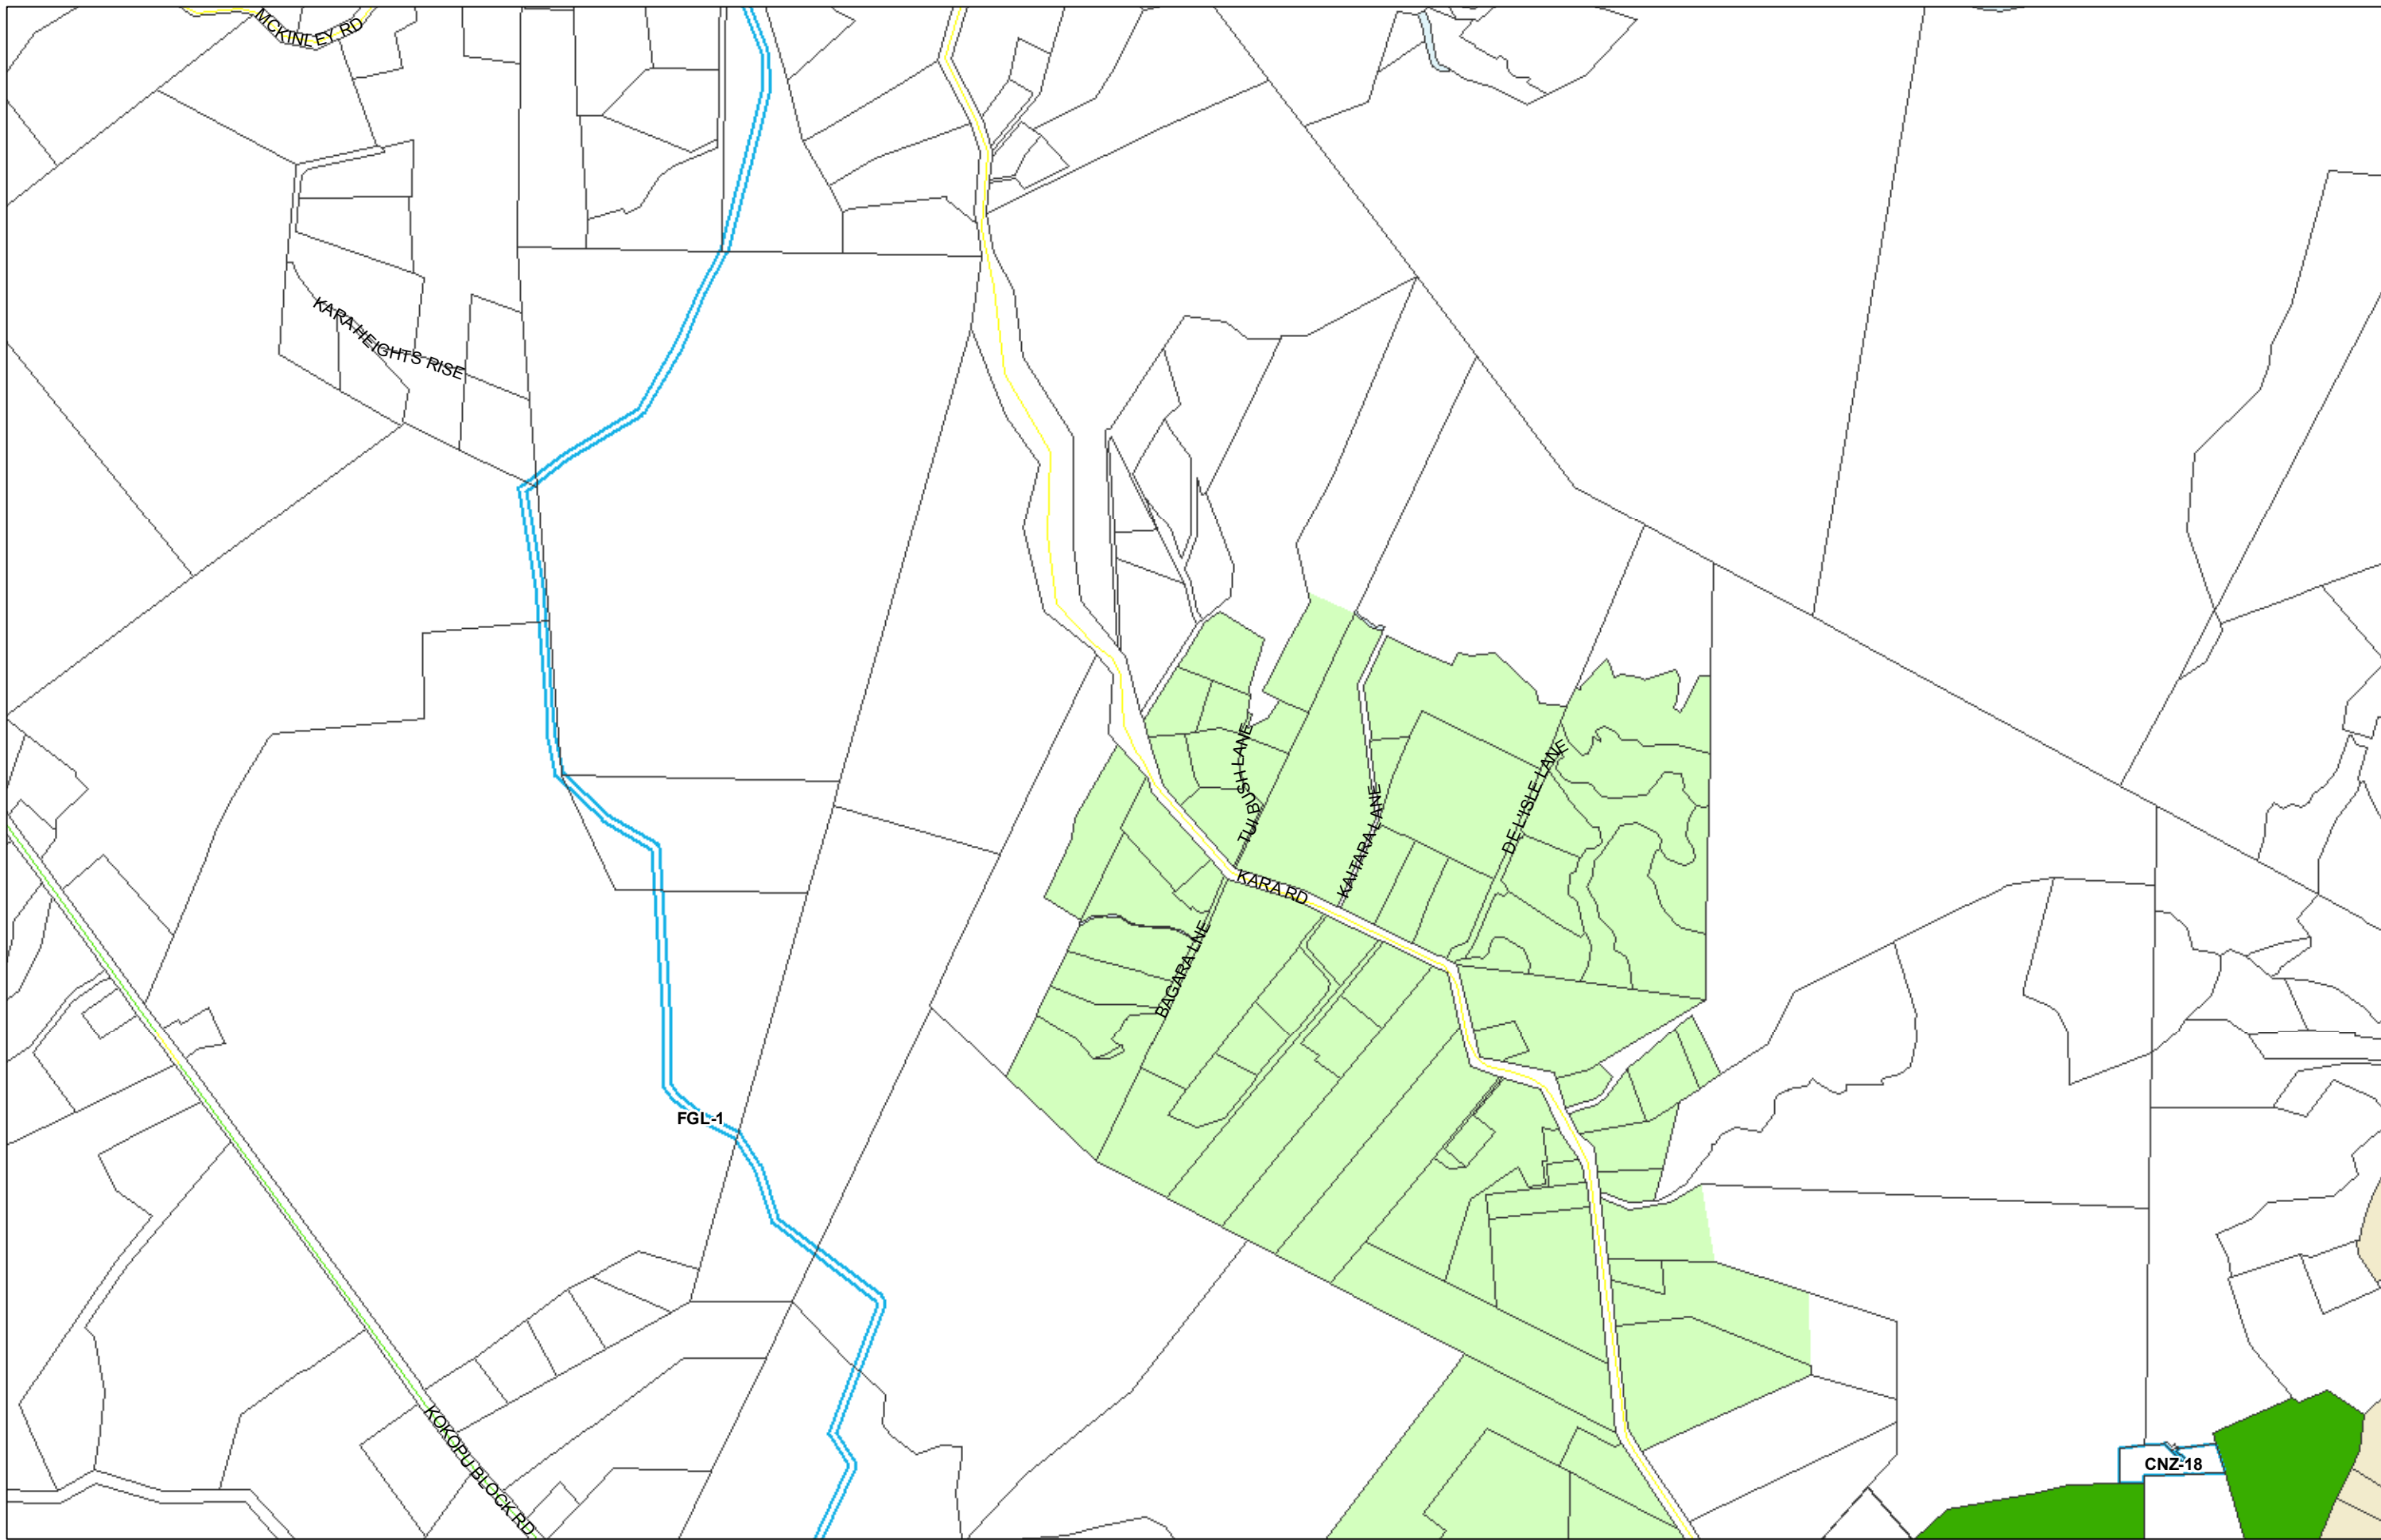 MCKINLEY RD
KARA HEIGHTS RISE
TUI BUSH LANE
KAITARA LANE
DE L'ISLE LANE
KARA RD
BAGARA LNE
FGL-1
KOKOPU BLOCK RD
CNZ-18